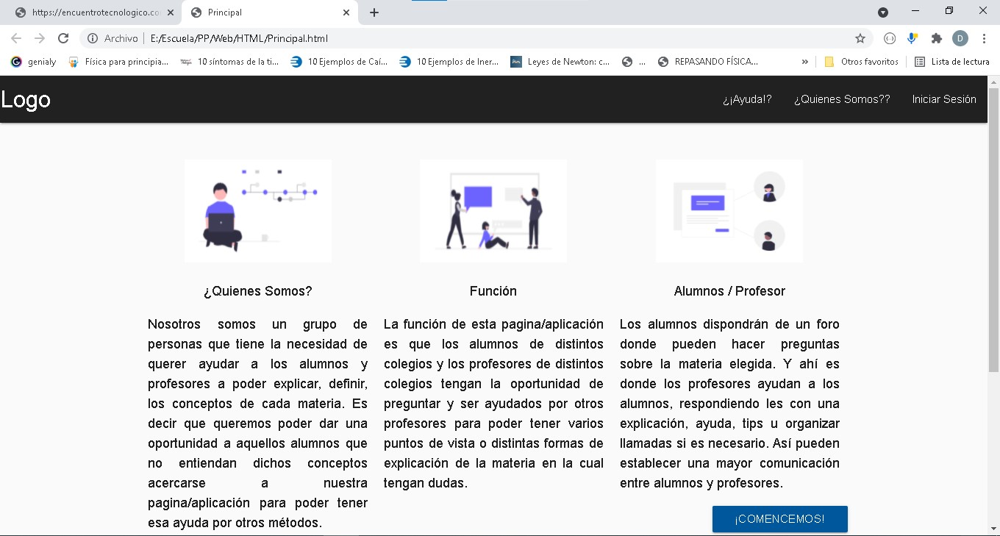 https://encuentrotecnologico.co
Principal
Archivo
E:/Escuela/PP/Web/HTML/Principal.html
D
genialy
Física para principia...
10 síntomas de la ti...
10 Ejemplos de Caí...
10 Ejemplos de Iner...
Leyes de Newton: c...
...
REPASANDO FÍSICA...
»
Otros favoritos
Lista de lectura
Logo
¿¡Ayuda!?
¿Quienes Somos??
Iniciar Sesión
¿Quienes Somos?
Nosotros somos un grupo de
personas que tiene la necesidad de
querer ayudar a los alumnos y
profesores a poder explicar, definir,
los conceptos de cada materia. Es
decir que queremos poder dar una
oportunidad a aquellos alumnos que
no entiendan dichos conceptos
acercarse a nuestra
pagina/aplicación para poder tener
esa ayuda por otros métodos.
Función
La función de esta pagina/aplicación
es que los alumnos de distintos
colegios y los profesores de distintos
colegios tengan la oportunidad de
preguntar y ser ayudados por otros
profesores para poder tener varios
puntos de vista o distintas formas de
explicación de la materia en la cual
tengan dudas.
Alumnos / Profesor
Los alumnos dispondrán de un foro
donde pueden hacer preguntas
sobre la materia elegida. Y ahí es
donde los profesores ayudan a los
alumnos, respondiendo les con una
explicación, ayuda, tips u organizar
llamadas si es necesario. Así pueden
establecer una mayor comunicación
entre alumnos y profesores.
¡COMENCEMOS!